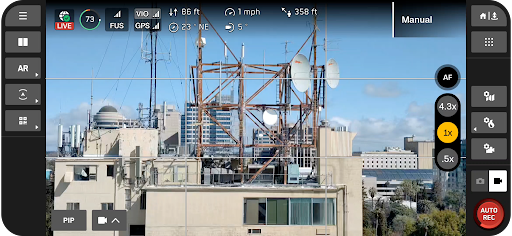 LIVE
73
FUS
VIO
GPS
86 ft
23° NE
1 mph
5°
358 ft
Manual
AR
AF
4.3x
1x
.5x
PIP
AUTO
REC